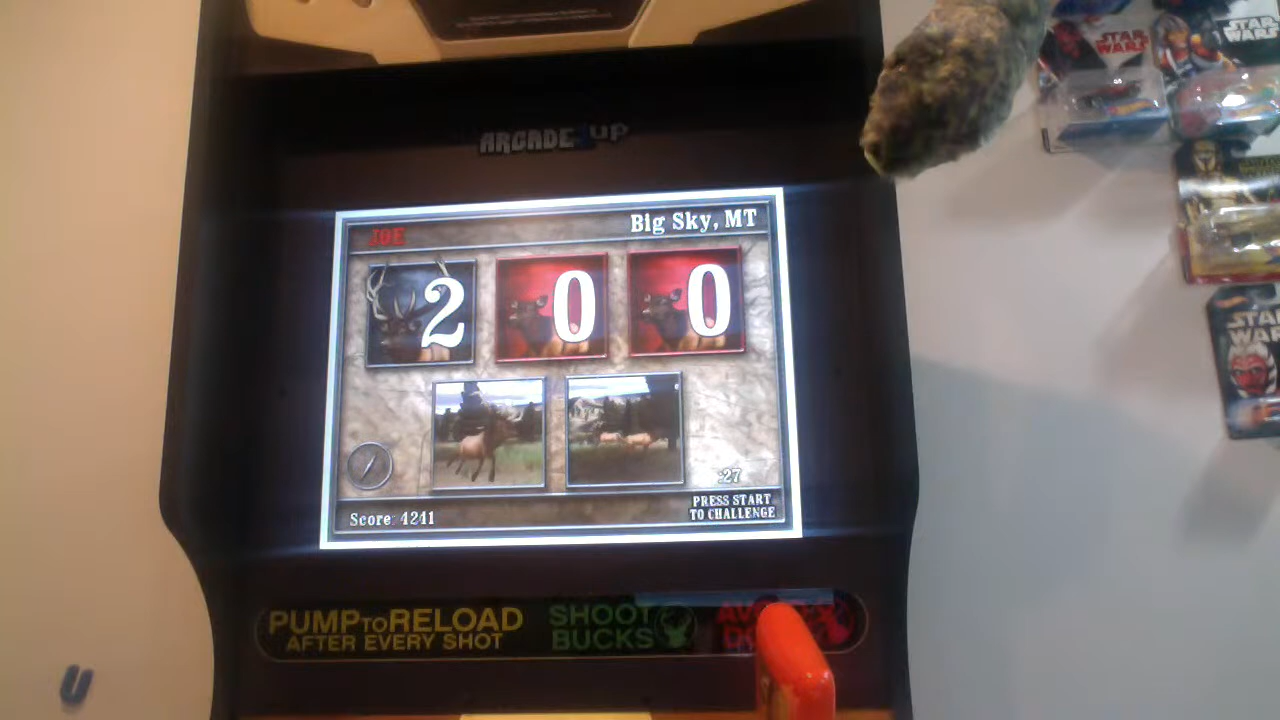 STAR WARS
STAR WARS
ARCADE1UP
JOE
Big Sky, MT
2 0 0
:27
PRESS START
TO CHALLENGE
Score: 4241
STAR WARS
PUMP TO RELOAD
AFTER EVERY SHOT
SHOOT
BUCKS
U